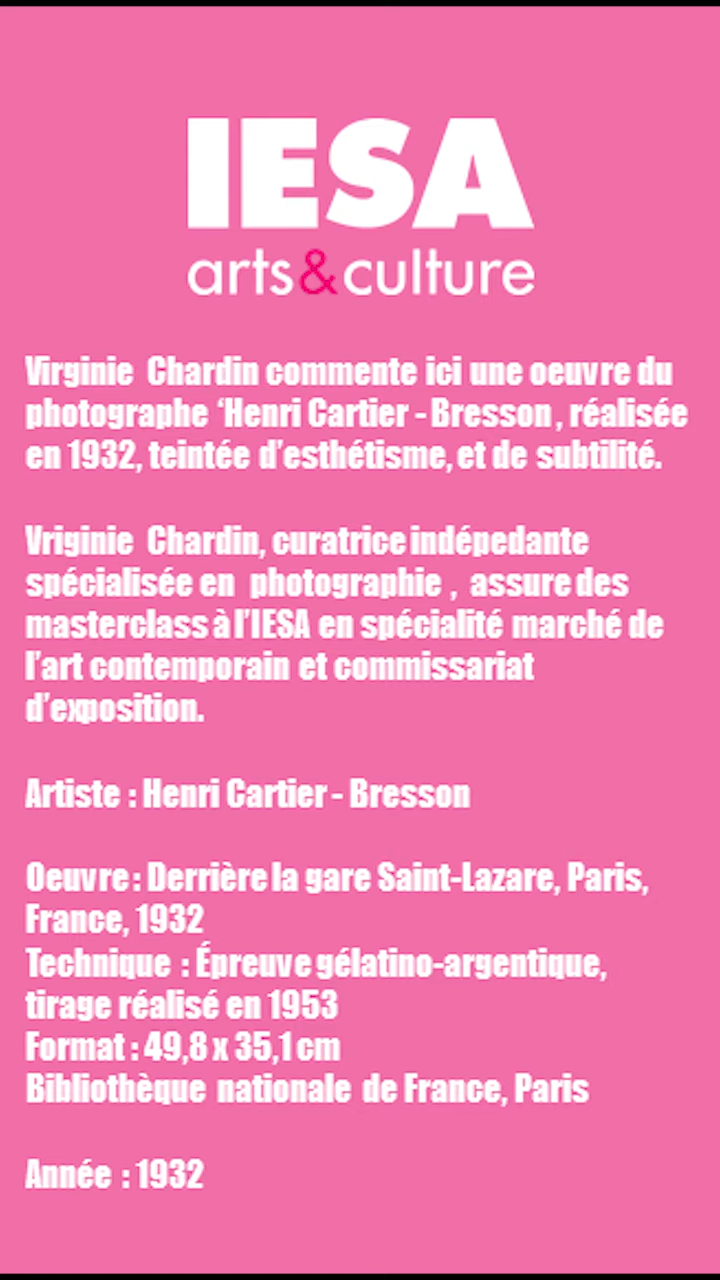 IESA
arts&culture
Virginie Chardin commente ici une oeuvre du
photographe ‘Henri Cartier - Bresson , réalisée
en 1932, teintée d’esthétisme, et de subtilité.
Vriginie Chardin, curatrice indépedante
spécialisée en photographie , assure des
masterclass à l’IESA en spécialité marché de
l’art contemporain et commissariat
d’exposition.
Artiste : Henri Cartier - Bresson
Oeuvre : Derrière la gare Saint-Lazare, Paris,
France, 1932
Technique : Épreuve gélatino-argentique,
tirage réalisé en 1953
Format : 49,8 x 35,1 cm
Bibliothèque nationale de France, Paris
Année : 1932